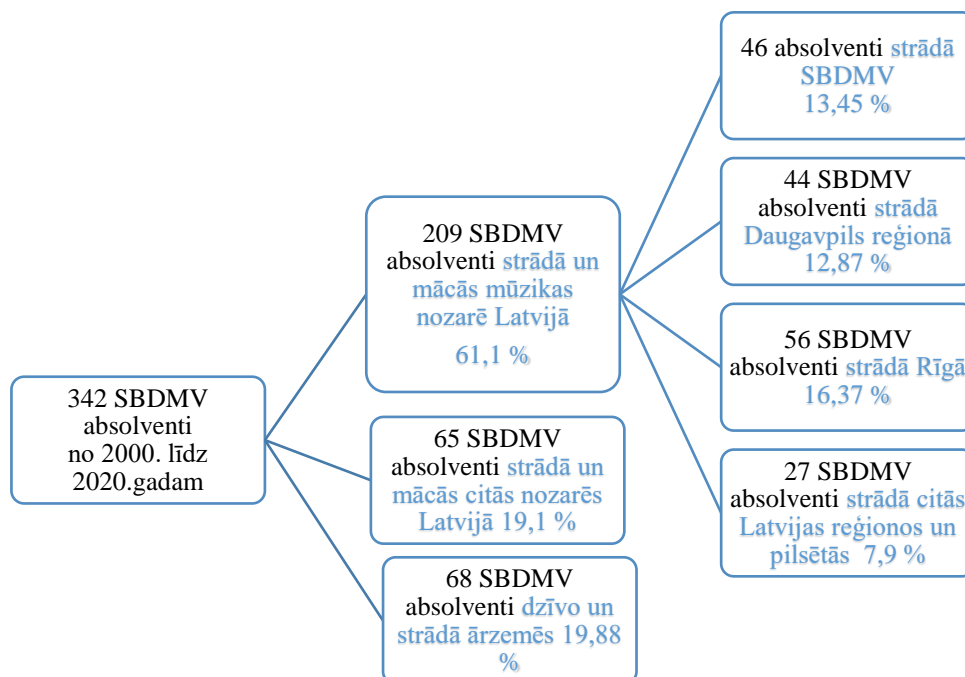 342 SBDMV
absolventi
no 2000. līdz
2020.gadam
209 SBDMV
absolventi strādā un
mācās mūzikas
nozarē Latvijā
61,1 %
65 SBDMV
absolventi strādā un
mācās citās nozarēs
Latvijā 19,1 %
68 SBDMV
absolventi dzīvo un
strādā ārzemēs 19,88
%
46 absolventi strādā
SBDMV
13,45 %
44 SBDMV
absolventi strādā
Daugavpils reģionā
12,87 %
56 SBDMV
absolventi strādā Rīgā
16,37 %
27 SBDMV
absolventi strādā citās
Latvijas reģionos un
pilsētās 7,9 %